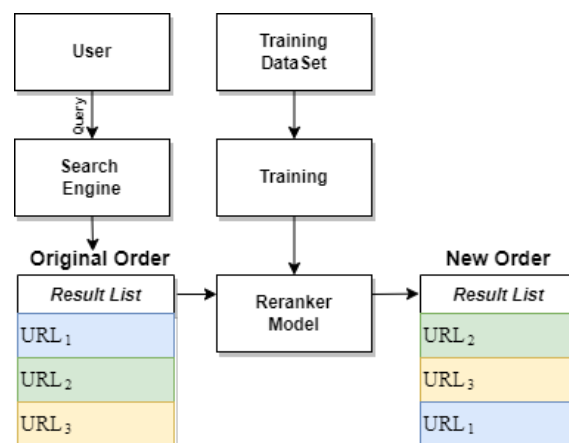 User
Training
DataSet
Query
Search
Engine
Training
Original Order
New Order
Result List
Reranker
Model
Result List
URL1
URL2
URL3
URL2
URL3
URL1